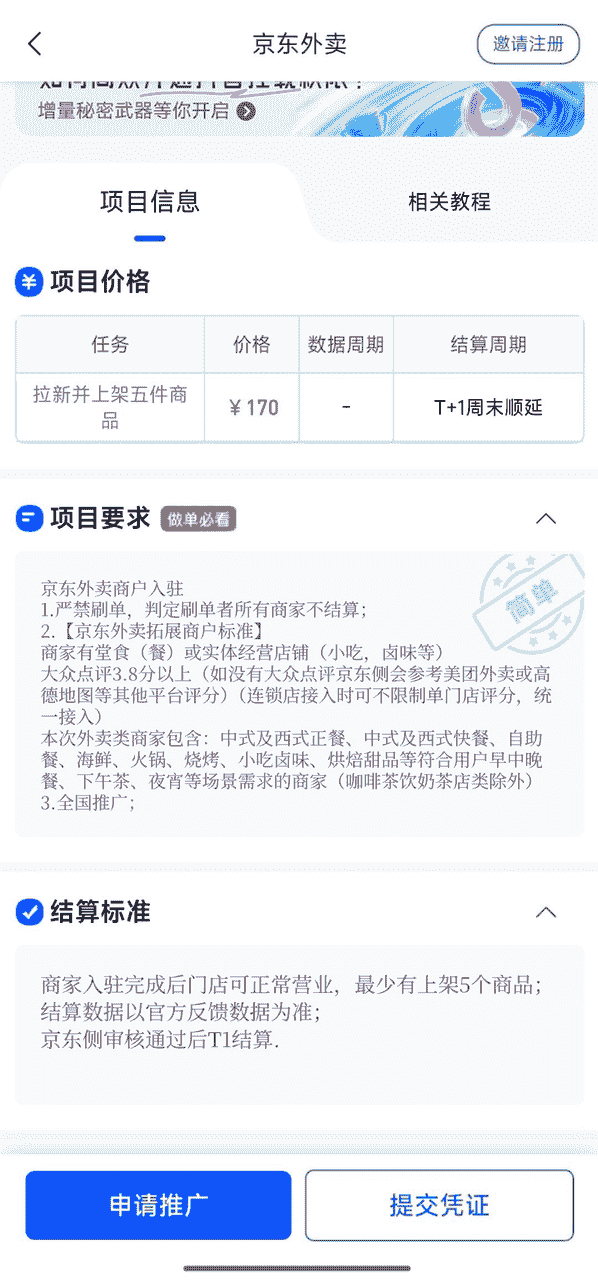 京东外卖
邀请注册
增量秘密武器等你开启
项目信息
相关教程
项目价格
任务 价格 数据周期 结算周期
拉新并上架五件商品 ¥170 - T+1周末顺延
项目要求 做单必看
简单
京东外卖商户入驻
1.严禁刷单，判定刷单者所有商家不结算；
2.【京东外卖拓展商户标准】
商家有堂食（餐）或实体经营店铺（小吃，卤味等）
大众点评3.8分以上（如没有大众点评京东侧会参考美团外卖或高
德地图等其他平台评分）（连锁店接入时可不限制单门店评分，统
一接入）
本次外卖类商家包含：中式及西式正餐、中式及西式快餐、自助
餐、海鲜、火锅、烧烤、小吃卤味、烘焙甜品等符合用户早中晚
餐、下午茶、夜宵等场景需求的商家（咖啡茶饮奶茶店类除外）
3.全国推广；
结算标准
商家入驻完成后门店可正常营业，最少有上架5个商品；
结算数据以官方反馈数据为准；
京东侧审核通过后T1结算.
申请推广
提交凭证